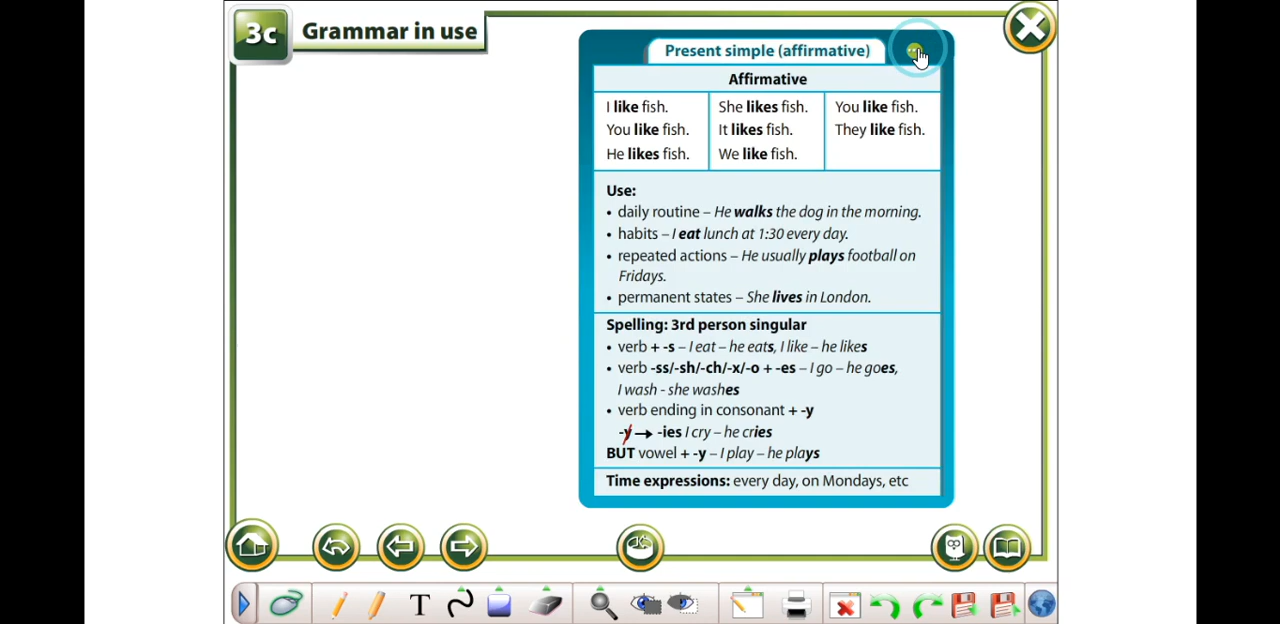 3c Grammar in use
Present simple (affirmative)
Affirmative
I like fish.
You like fish.
He likes fish.
She likes fish.
It likes fish.
We like fish.
You like fish.
They like fish.
Use:
• daily routine – He walks the dog in the morning.
• habits – I eat lunch at 1:30 every day.
• repeated actions – He usually plays football on
Fridays.
• permanent states – She lives in London.
Spelling: 3rd person singular
• verb + -s – I eat – he eats, I like – he likes
• verb -ss/-sh/-ch/-x/-o + -es – I go – he goes,
I wash - she washes
• verb ending in consonant + -y
-y → -ies I cry – he cries
BUT vowel + -y – I play – he plays
Time expressions: every day, on Mondays, etc
T